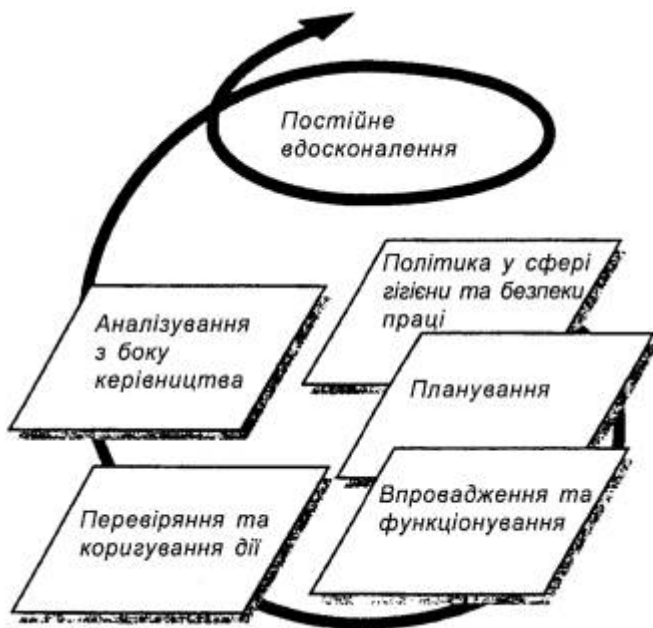 Постійне
вдосконалення
Політика у сфері
гігієни та безпеки
праці
Аналізування
з боку
керівництва
Планування
Впровадження та
функціонування
Перевіряння та
коригування дії